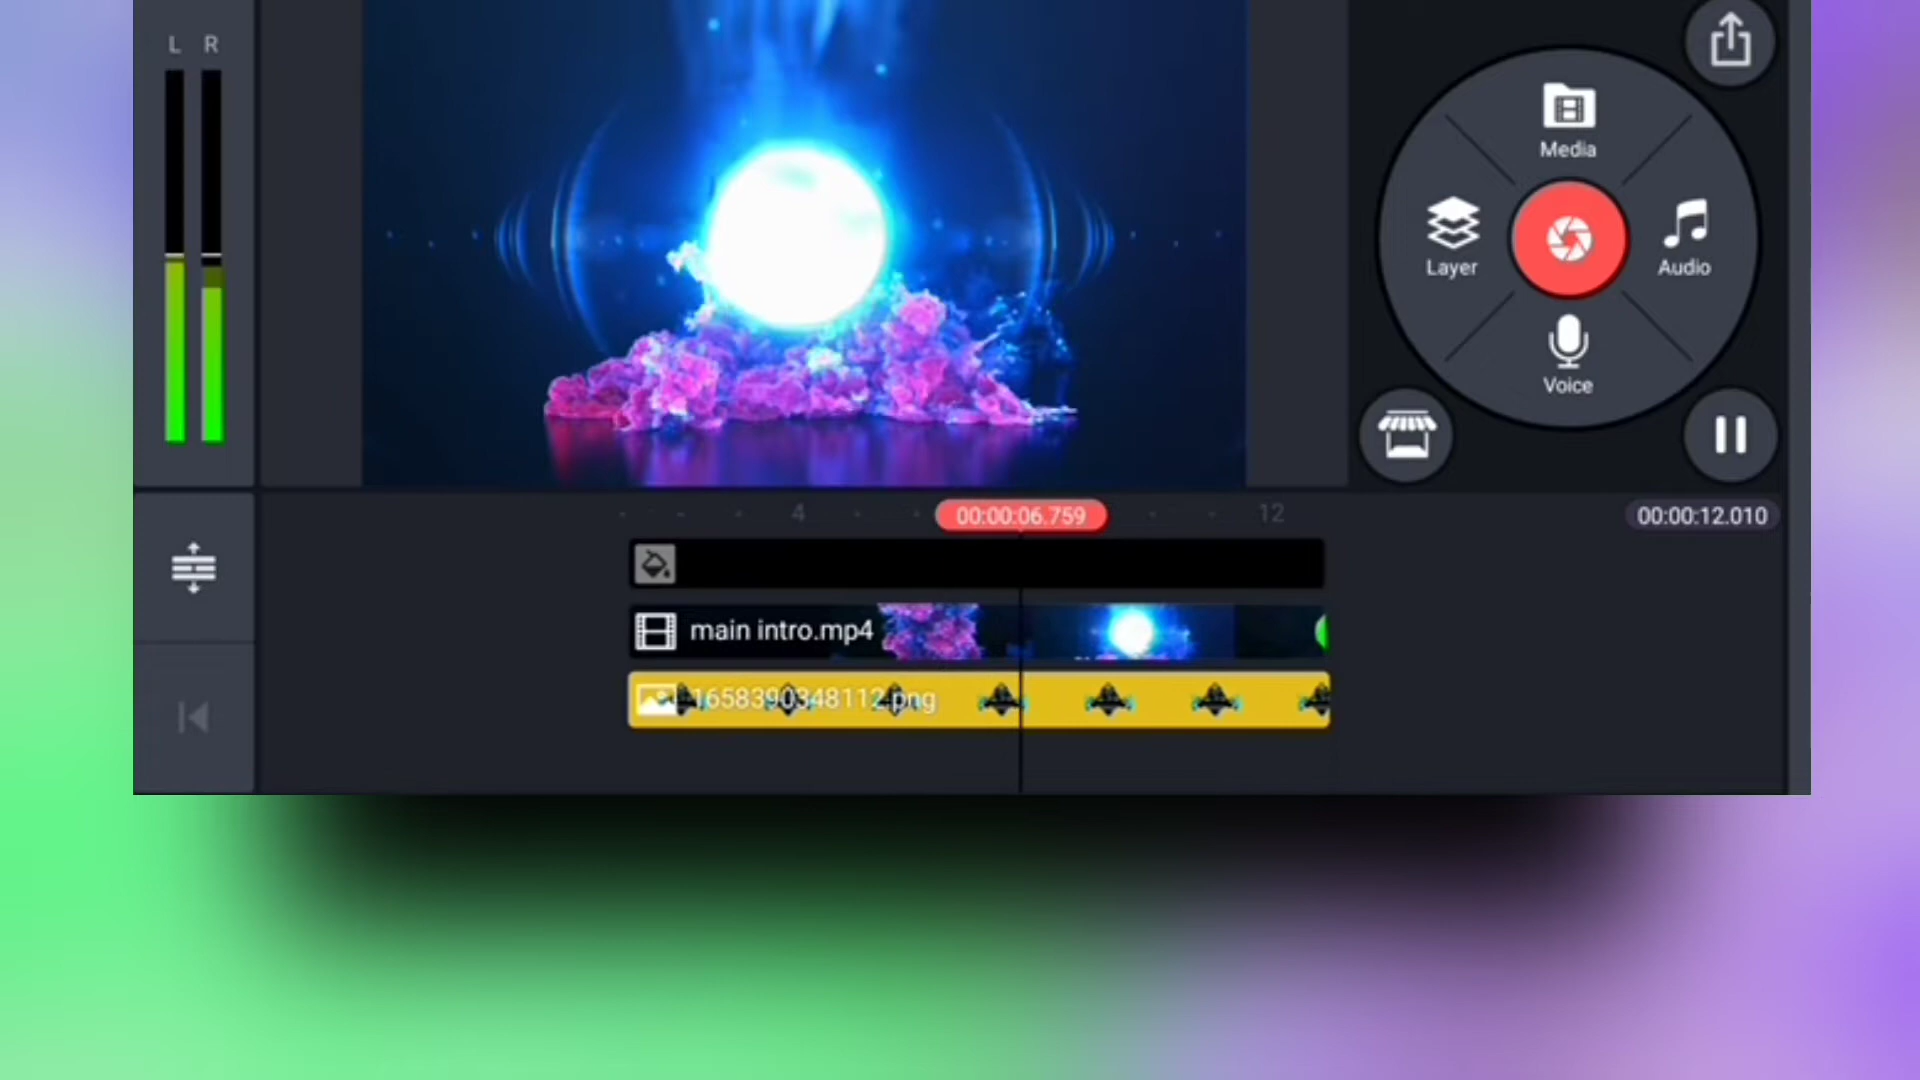 L R
Media
Layer
Audio
Voice
4
00:00:06.759
12
00:00:12.010
main intro.mp4
1658390348112.png